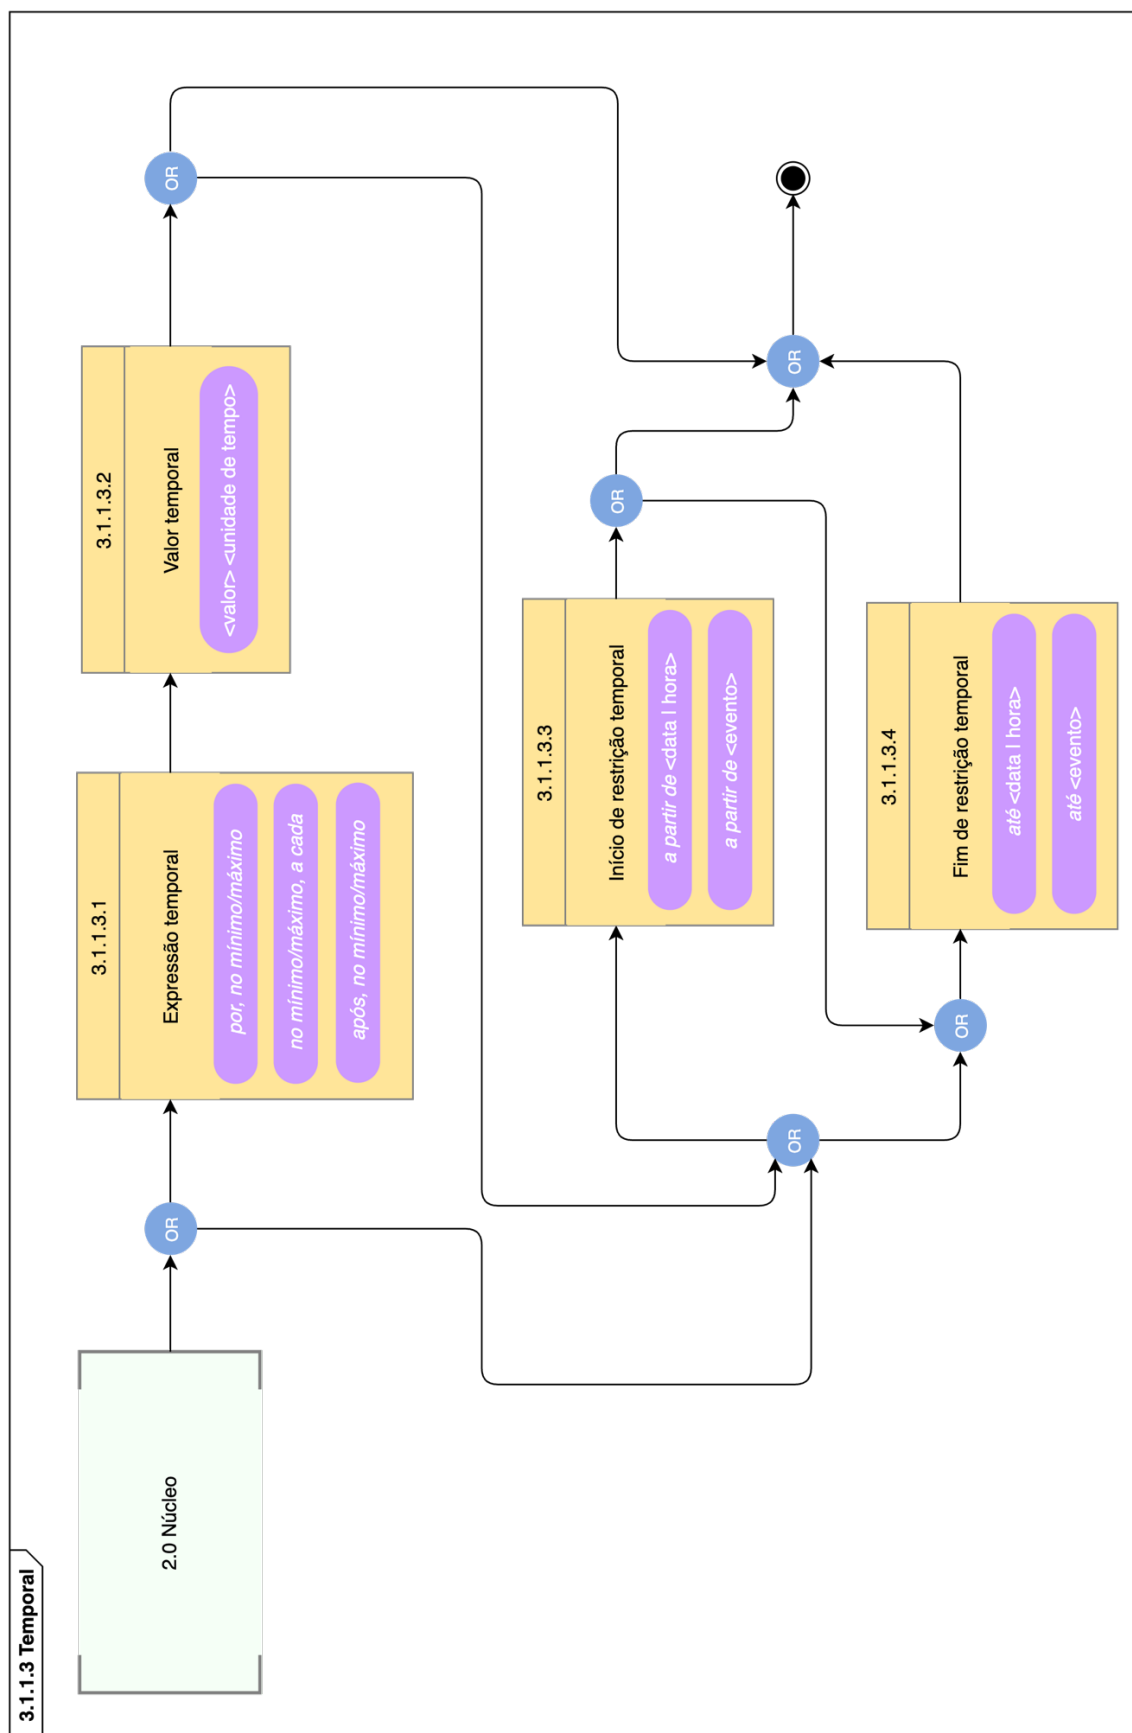 3.1.1.3 Temporal
2.0 Núcleo
OR
3.1.1.3.1
Expressão temporal
por, no mínimo/máximo
no mínimo/máximo, a cada
após, no mínimo/máximo
3.1.1.3.2
Valor temporal
<valor> <unidade de tempo>
OR
OR
3.1.1.3.3
Início de restrição temporal
a partir de <data | hora>
a partir de <evento>
OR
OR
3.1.1.3.4
Fim de restrição temporal
até <data | hora>
até <evento>
OR